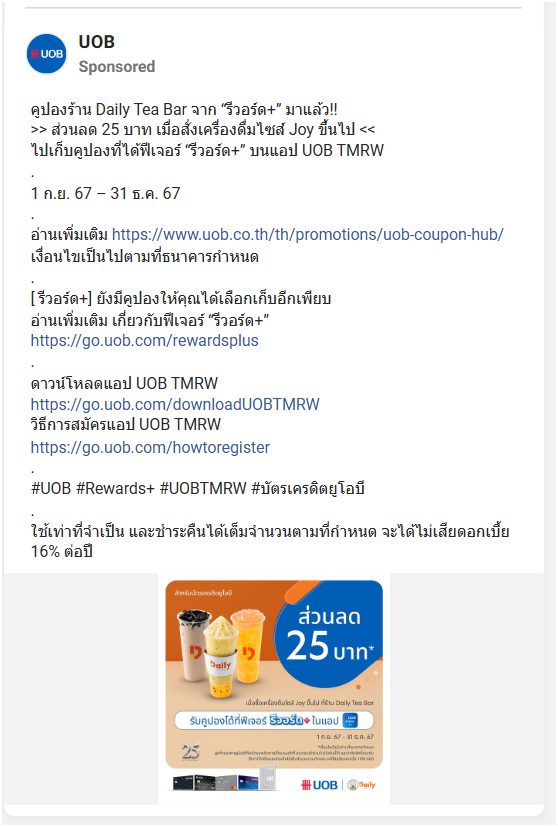 UOB
UOB
Sponsored
คูปองร้าน Daily Tea Bar จาก “รีวอร์ด+” มาแล้ว!!
>> ส่วนลด 25 บาท เมื่อสั่งเครื่องดื่มไซส์ Joy ขึ้นไป <<
ไปเก็บคูปองที่ได้ฟีเจอร์ “รีวอร์ด+” บนแอป UOB TMRW
.
1 ก.ย. 67 – 31 ธ.ค. 67
.
อ่านเพิ่มเติม https://www.uob.co.th/th/promotions/uob-coupon-hub/
เงื่อนไขเป็นไปตามที่ธนาคารกำหนด
.
[ รีวอร์ด+] ยังมีคูปองให้คุณได้เลือกเก็บอีกเพียบ
อ่านเพิ่มเติม เกี่ยวกับฟีเจอร์ “รีวอร์ด+”
https://go.uob.com/rewardsplus
.
ดาวน์โหลดแอป UOB TMRW
https://go.uob.com/downloadUOBTMRW
วิธีการสมัครแอป UOB TMRW
https://go.uob.com/howtoregister
.
#UOB #Rewards+ #UOBTMRW #บัตรเครดิตยูโอบี
.
ใช้เท่าที่จำเป็น และชำระคืนได้เต็มจำนวนตามที่กำหนด จะได้ไม่เสียดอกเบี้ย
16% ต่อปี
สำหรับบัตรเครดิตยูโอบี
ส่วนลด
25 บาท*
Daily
เมื่อซื้อเครื่องดื่มไซส์ Joy ขึ้นไป ที่ร้าน Daily Tea Bar
รับคูปองได้ที่ฟีเจอร์ รีวอร์ด+ ในแอป
1 ก.ย. 67 - 31 ธ.ค. 67
25
UOB | Daily